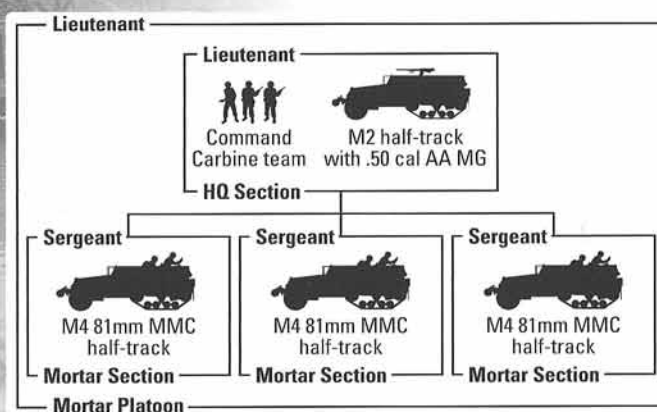 Lieutenant
Lieutenant
Command
Carbine team
M2 half-track
with .50 cal AA MG
HQ Section
Sergeant
M4 81mm MMC
half-track
Mortar Section
Sergeant
M4 81mm MMC
half-track
Mortar Section
Sergeant
M4 81mm MMC
half-track
Mortar Section
Mortar Platoon